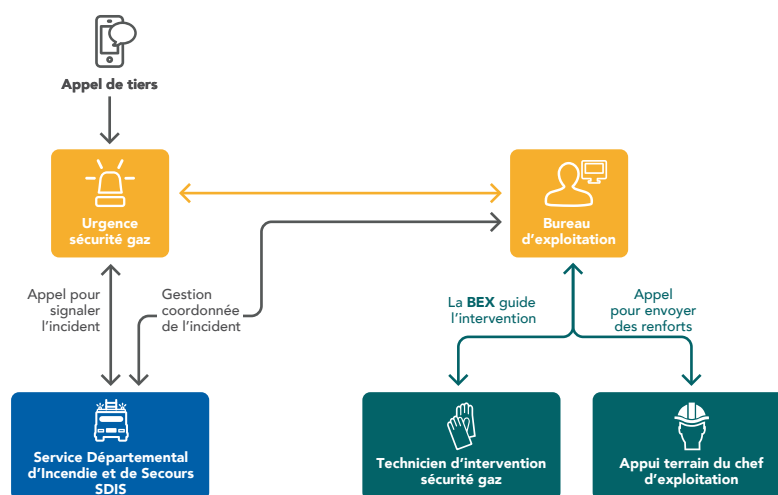 Appel de tiers
Urgence
sécurité gaz
Bureau
d'exploitation
Appel pour
signaler
l'incident
Gestion
coordonnée
de l'incident
La BEX guide
l'intervention
Appel
pour envoyer
des renforts
Service Départemental
d'Incendie et de Secours
SDIS
Technicien d'intervention
sécurité gaz
Appui terrain du chef
d'exploitation